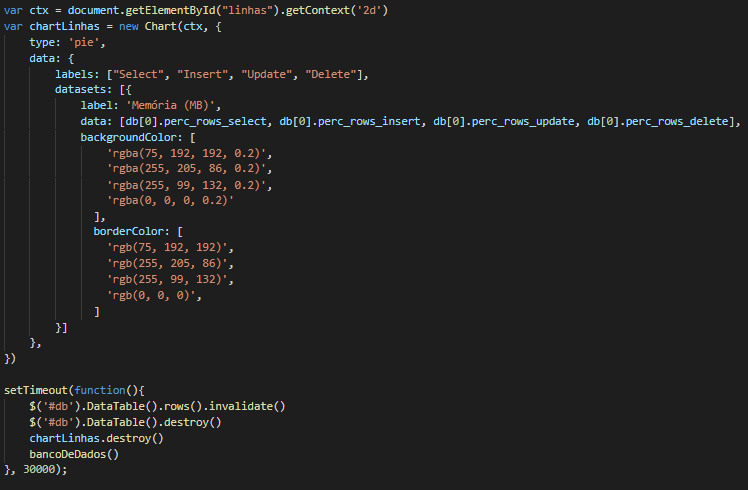 var ctx = document.getElementById("linhas").getContext('2d')
var chartLinhas = new Chart(ctx, {
    type: 'pie',
    data: {
        labels: ["Select", "Insert", "Update", "Delete"],
        datasets: [{
            label: 'Memória (MB)',
            data: [db[0].perc_rows_select, db[0].perc_rows_insert, db[0].perc_rows_update, db[0].perc_rows_delete],
            backgroundColor: [
                'rgba(75, 192, 192, 0.2)',
                'rgba(255, 205, 86, 0.2)',
                'rgba(255, 99, 132, 0.2)',
                'rgba(0, 0, 0, 0.2)'
              ],
              borderColor: [
                'rgb(75, 192, 192)',
                'rgb(255, 205, 86)',
                'rgb(255, 99, 132)',
                'rgb(0, 0, 0)',
              ]
        }]
    },
})
setTimeout(function(){
    $('#db').DataTable().rows().invalidate()
    $('#db').DataTable().destroy()
    chartLinhas.destroy()
    bancoDeDados()
}, 30000);